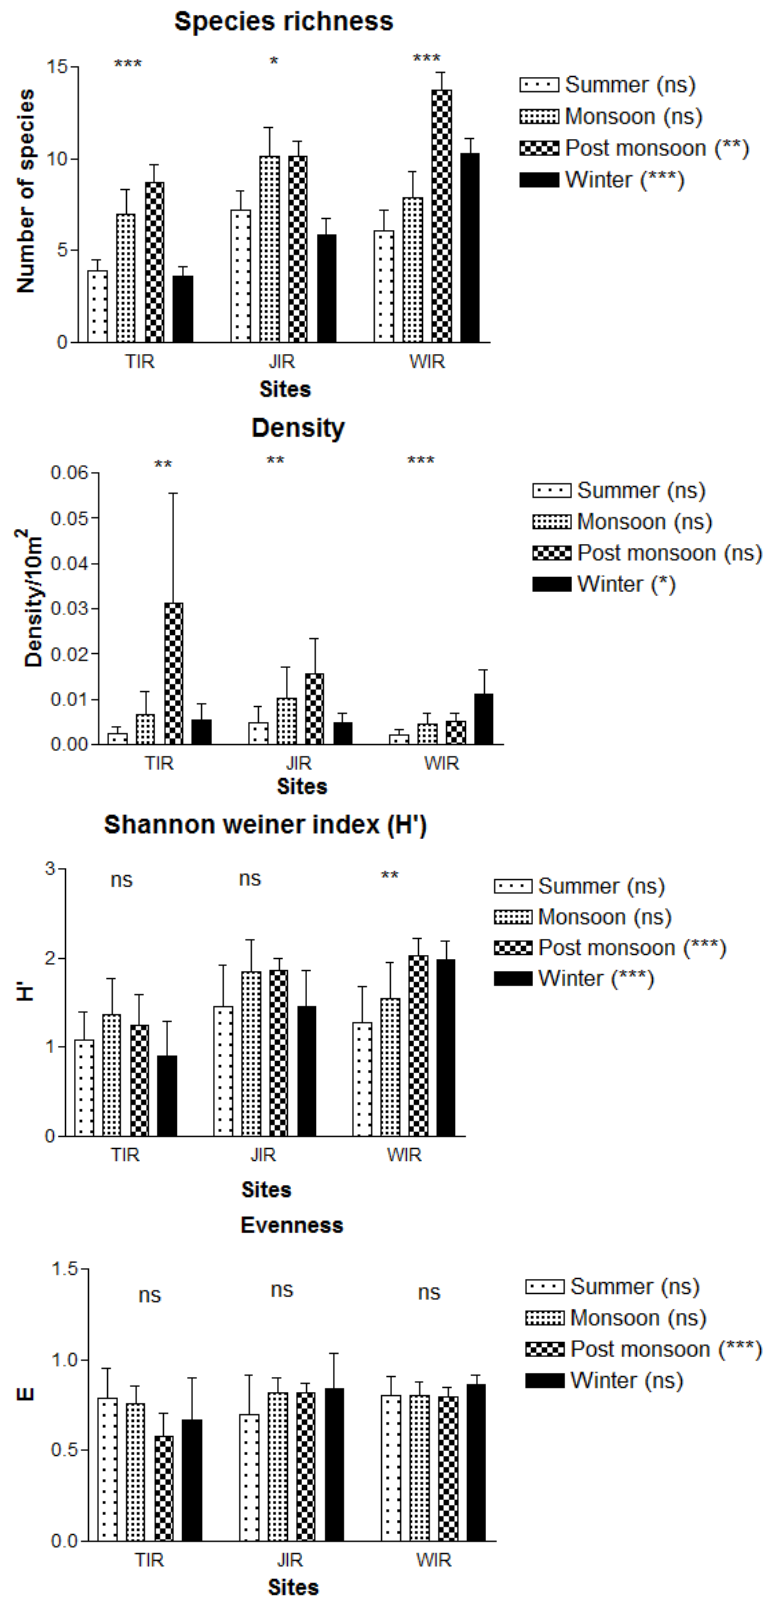 Species richness
*** * ***
15
10
5
0
Number of species
TIR JIR WIR
Sites
Summer (ns)
Monsoon (ns)
Post monsoon (**)
Winter (***)
Density
** ** ***
0.06
0.05
0.04
0.03
0.02
0.01
0.00
Density/10m²
TIR JIR WIR
Sites
Summer (ns)
Monsoon (ns)
Post monsoon (ns)
Winter (*)
Shannon weiner index (H')
ns ns **
3
2
1
0
H'
TIR JIR WIR
Sites
Summer (ns)
Monsoon (ns)
Post monsoon (***)
Winter (***)
Evenness
ns ns ns
1.5
1.0
0.5
0.0
E
TIR JIR WIR
Sites
Summer (ns)
Monsoon (ns)
Post monsoon (***)
Winter (ns)